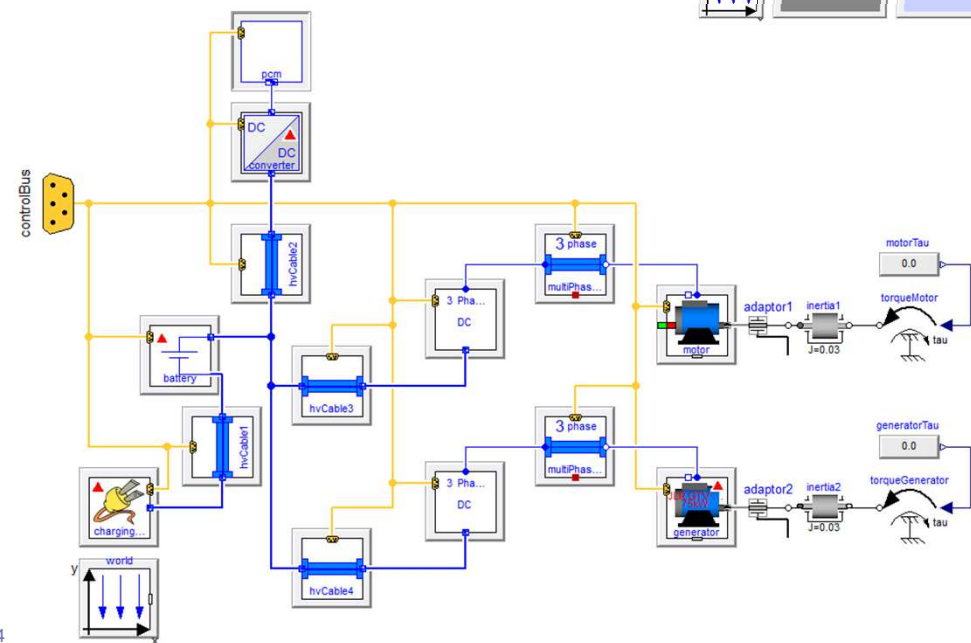 pcm
DC
DC
converter
controlBus
hvCable2
3 phase
multiPhas...
motorTau
0.0
3 Pha...
DC
adaptor1
inertia1
torqueMotor
motor
J=0.03
tau
battery
hvCable3
hvCable1
3 phase
multiPhas...
generatorTau
0.0
3 Pha...
DC
adaptor2
inertia2
torqueGenerator
generator
J=0.03
tau
charging...
world
y
hvCable4
4